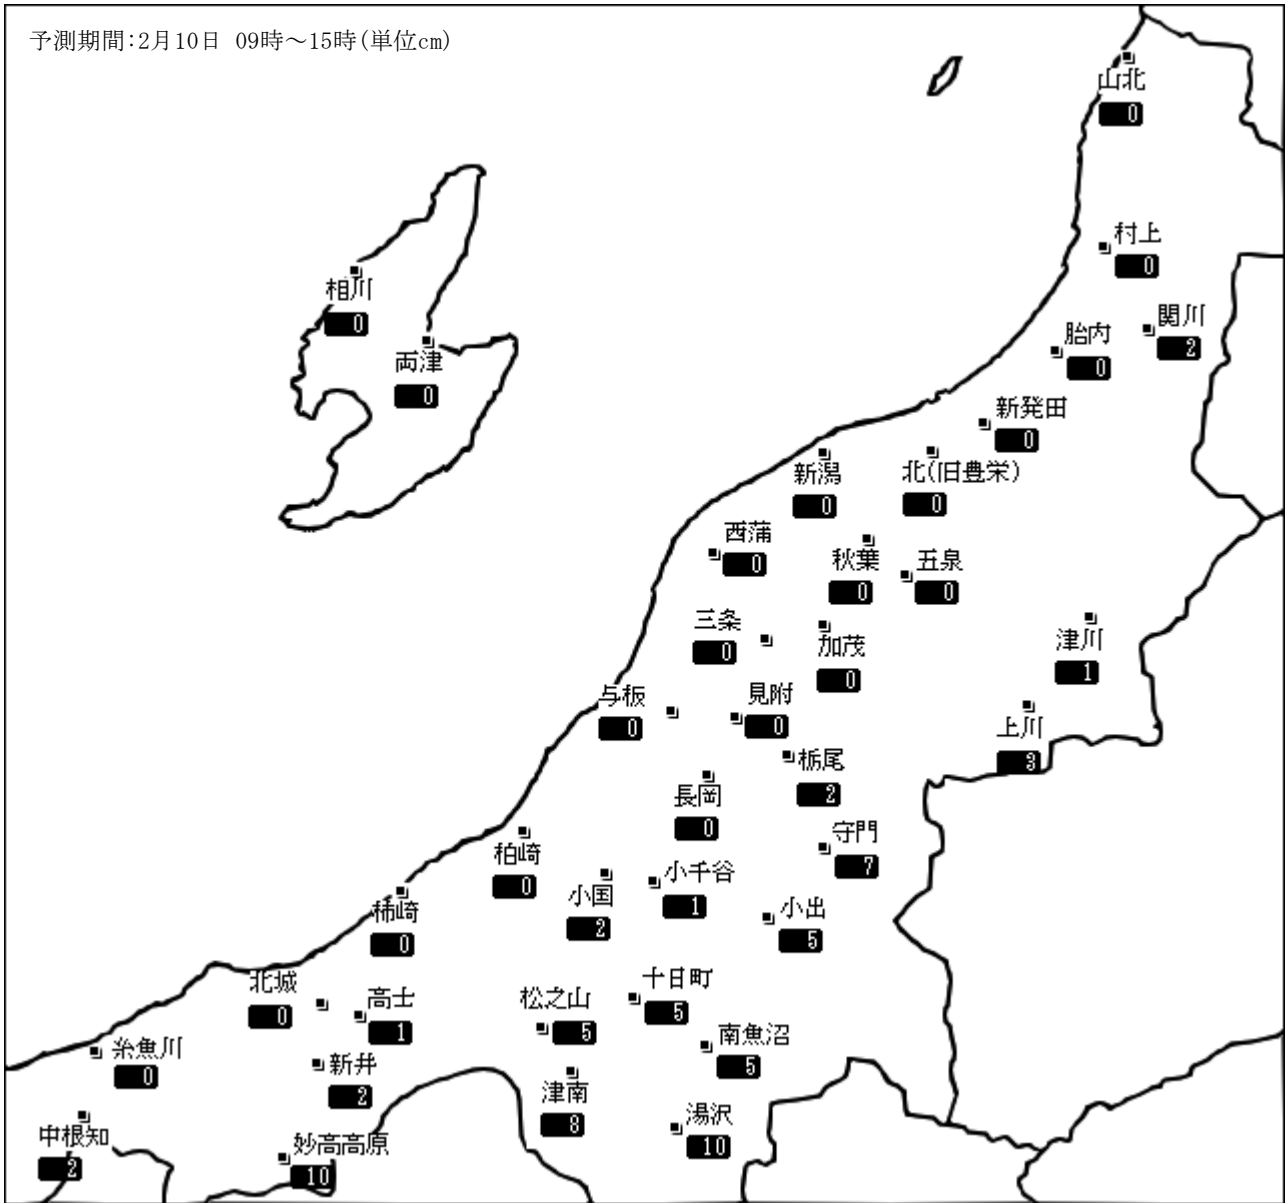 予測期間:2月10日 09時～15時(単位cm)
山北
0
村上
0
相川
0
関川
2
胎内
0
両津
0
新発田
0
新潟
0
北(旧豊栄)
0
西蒲
0
秋葉
0
五泉
0
三条
0
加茂
0
津川
1
与板
0
見附
0
上川
3
栃尾
2
長岡
0
守門
7
柏崎
0
小千谷
1
小国
2
小出
5
柿崎
0
北城
0
高士
1
松之山
5
十日町
5
南魚沼
5
糸魚川
0
新井
2
津南
8
湯沢
10
中根知
2
妙高高原
10